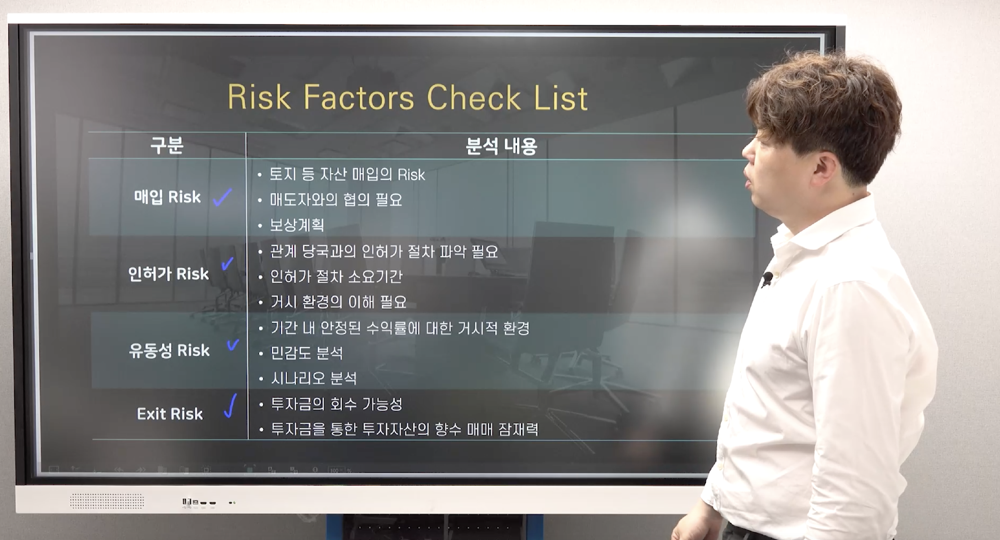 Risk Factors Check List
구분
분석 내용
매입 Risk
• 토지 등 자산 매입의 Risk
• 매도자와의 협의 필요
• 보상계획
인허가 Risk
• 관계 당국과의 인허가 절차 파악 필요
• 인허가 절차 소요기간
• 거시 환경의 이해 필요
유동성 Risk
• 기간 내 안정된 수익률에 대한 거시적 환경
• 민감도 분석
• 시나리오 분석
Exit Risk
• 투자금의 회수 가능성
• 투자금을 통한 투자자산의 향수 매매 잠재력
100 %